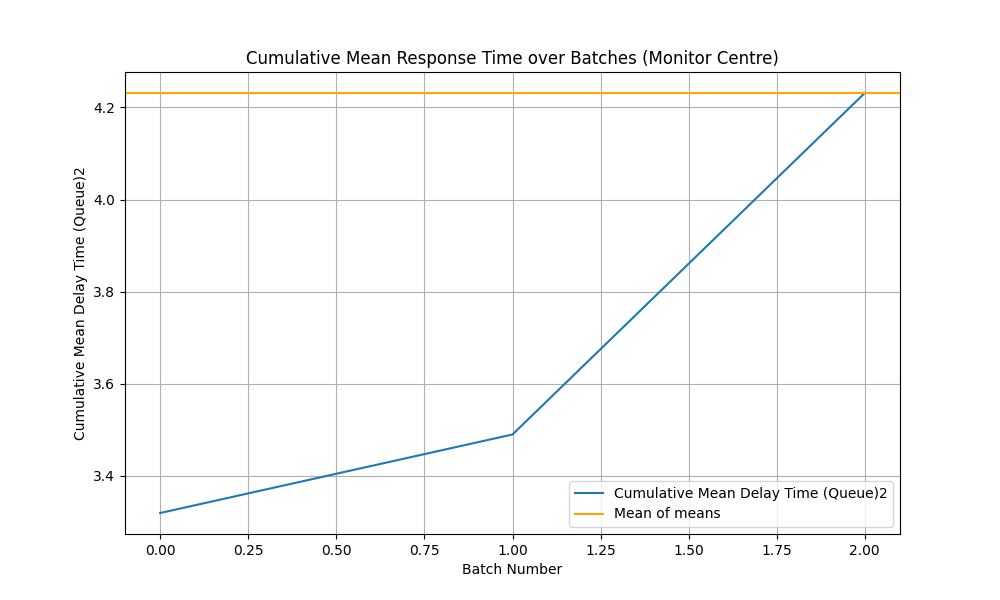 Cumulative Mean Response Time over Batches (Monitor Centre)
Cumulative Mean Delay Time (Queue)2
4.2
4.0
3.8
3.6
3.4
Cumulative Mean Delay Time (Queue)2
Mean of means
0.00 0.25 0.50 0.75 1.00 1.25 1.50 1.75 2.00
Batch Number